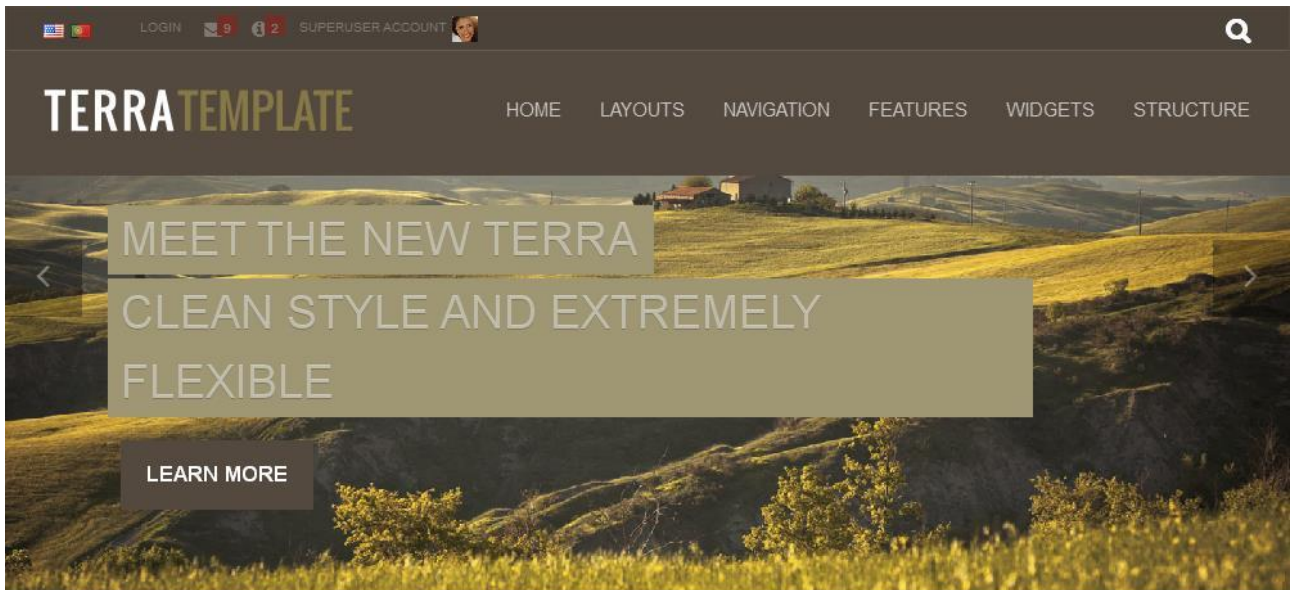 LOGIN 9 2 SUPERUSER ACCOUNT
TERRATEMPLATE HOME LAYOUTS NAVIGATION FEATURES WIDGETS STRUCTURE
MEET THE NEW TERRA
CLEAN STYLE AND EXTREMELY
FLEXIBLE
LEARN MORE